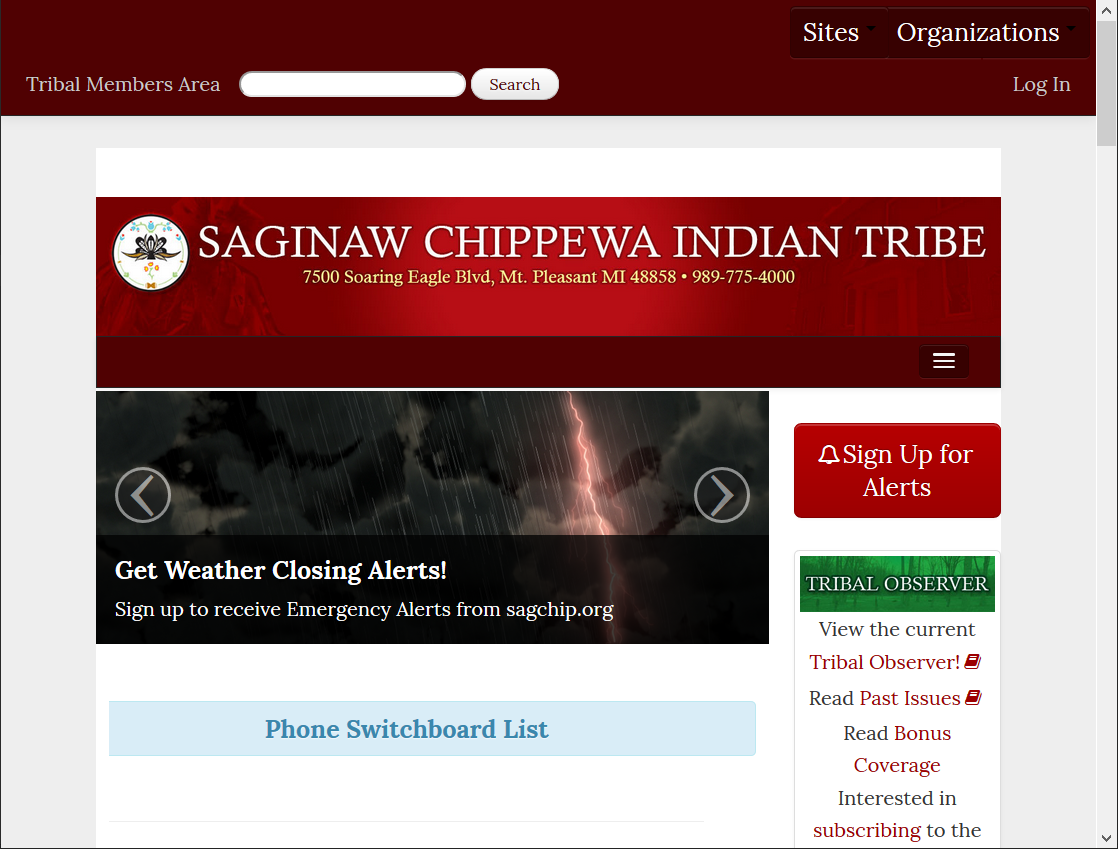 Sites
Organizations
Tribal Members Area
Search
Log In
SAGINAW CHIPPEWA INDIAN TRIBE
7500 Soaring Eagle Blvd, Mt. Pleasant MI 48858 • 989-775-4000
Get Weather Closing Alerts!
Sign up to receive Emergency Alerts from sagchip.org
Phone Switchboard List
Sign Up for
Alerts
TRIBAL OBSERVER
View the current
Tribal Observer!
Read Past Issues
Read Bonus
Coverage
Interested in
subscribing to the